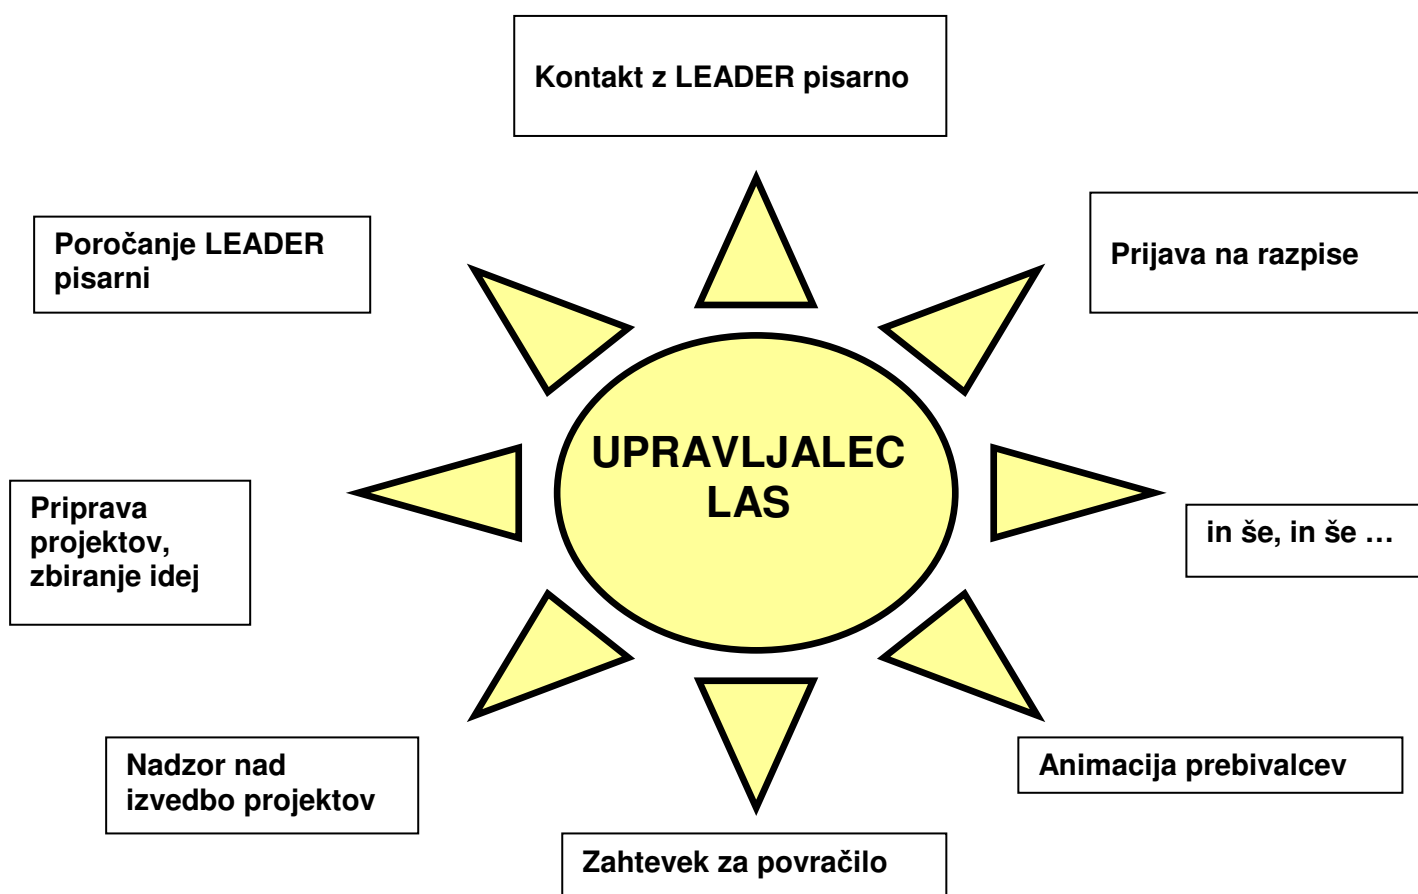 Kontakt z LEADER pisarno
Poročanje LEADER
pisarni
Prijava na razpise
UPRAVLJALEC
LAS
Priprava
projektov,
zbiranje idej
in še, in še …
Nadzor nad
izvedbo projektov
Animacija prebivalcev
Zahtevek za povračilo